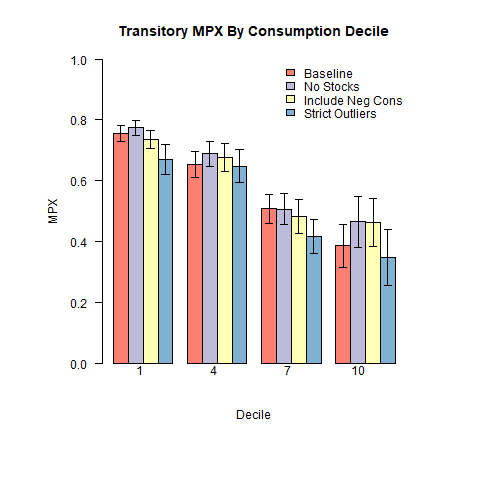 Transitory MPX By Consumption Decile
Baseline
No Stocks
Include Neg Cons
Strict Outliers
MPX
1.0
0.8
0.6
0.4
0.2
0.0
1 4 7 10
Decile